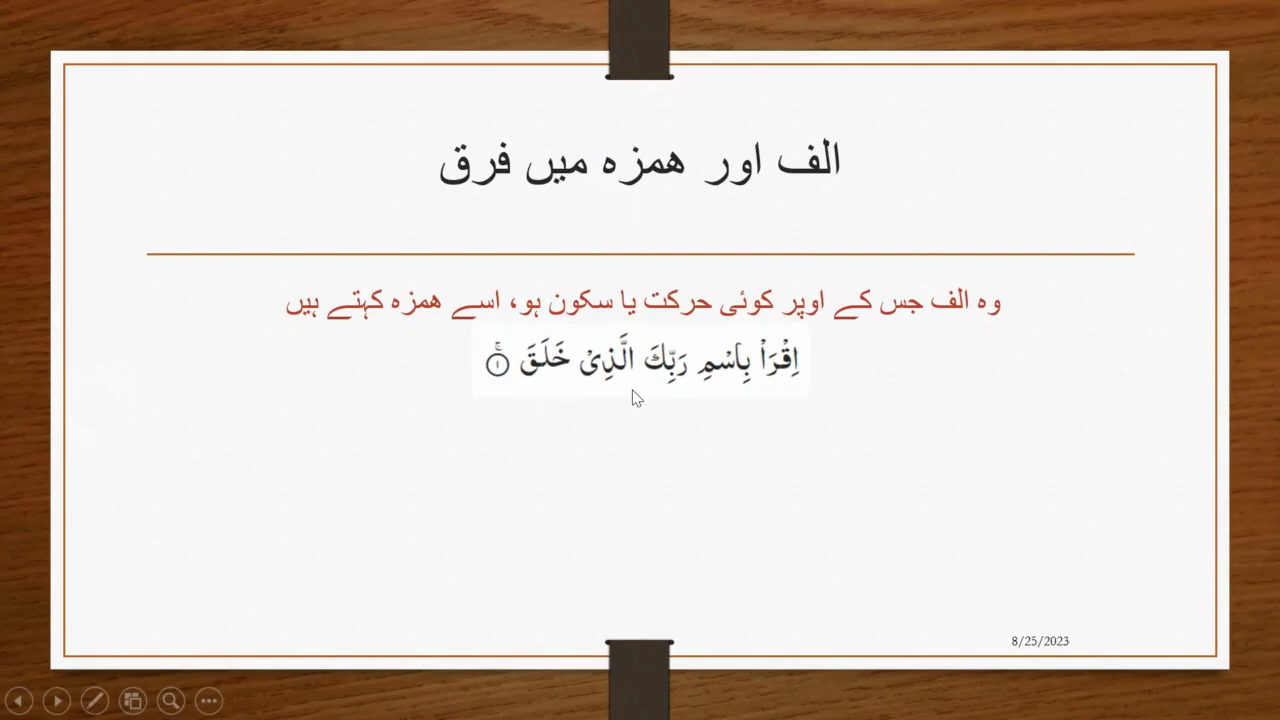 الف اور ھمزہ میں فرق
وہ الف جس کے اوپر کوئی حرکت یا سکون ہو، اسے ھمزہ کہتے ہیں
اِقْرَاْ بِاسْمِ رَبِّكَ الَّذِىْ خَلَقَ ۚ‏ ١
8/25/2023